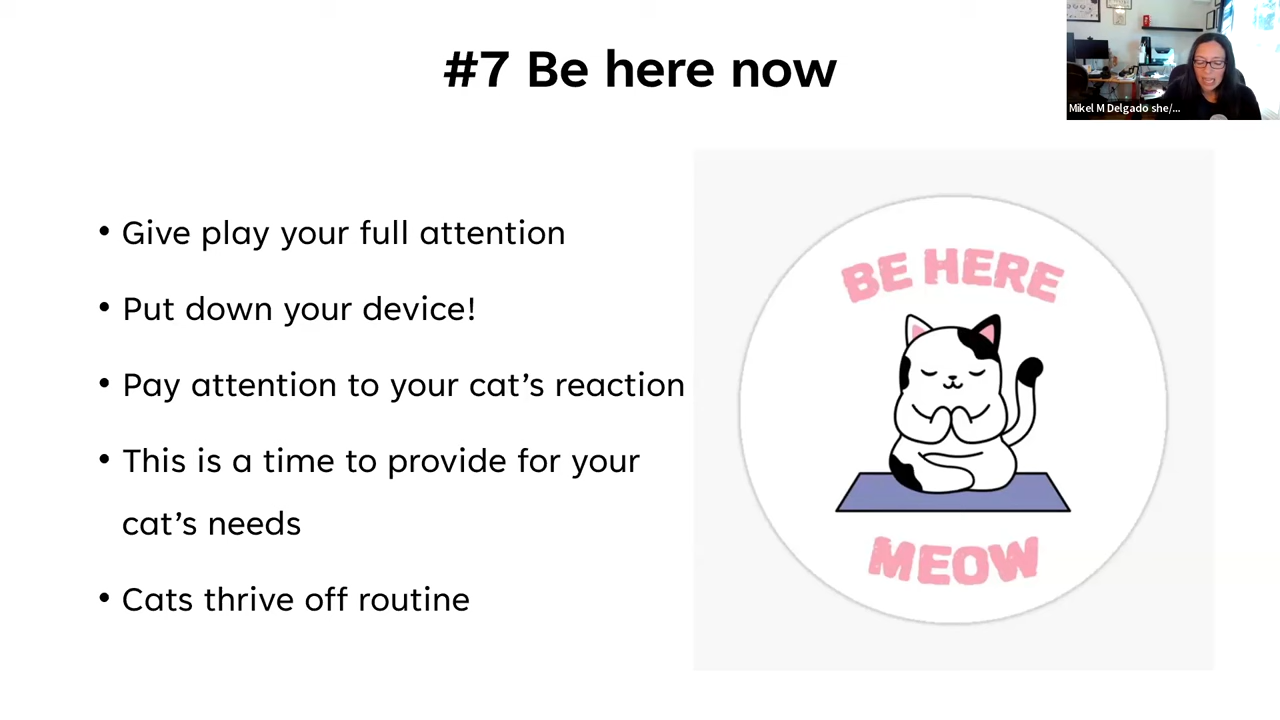 #7 Be here now
Mikel M Delgado she/...
• Give play your full attention
• Put down your device!
• Pay attention to your cat’s reaction
• This is a time to provide for your
cat’s needs
• Cats thrive off routine
BE HERE
MEOW